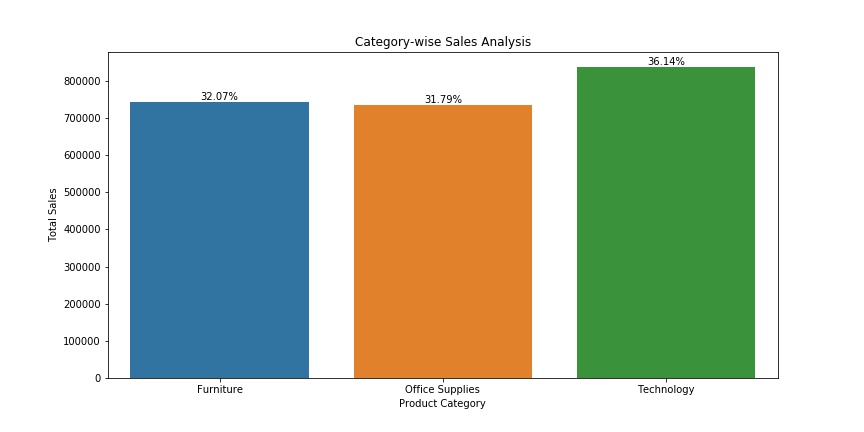 Category-wise Sales Analysis
36.14%
32.07%
31.79%
800000
700000
600000
500000
400000
300000
200000
100000
0
Total Sales
Furniture
Office Supplies
Technology
Product Category